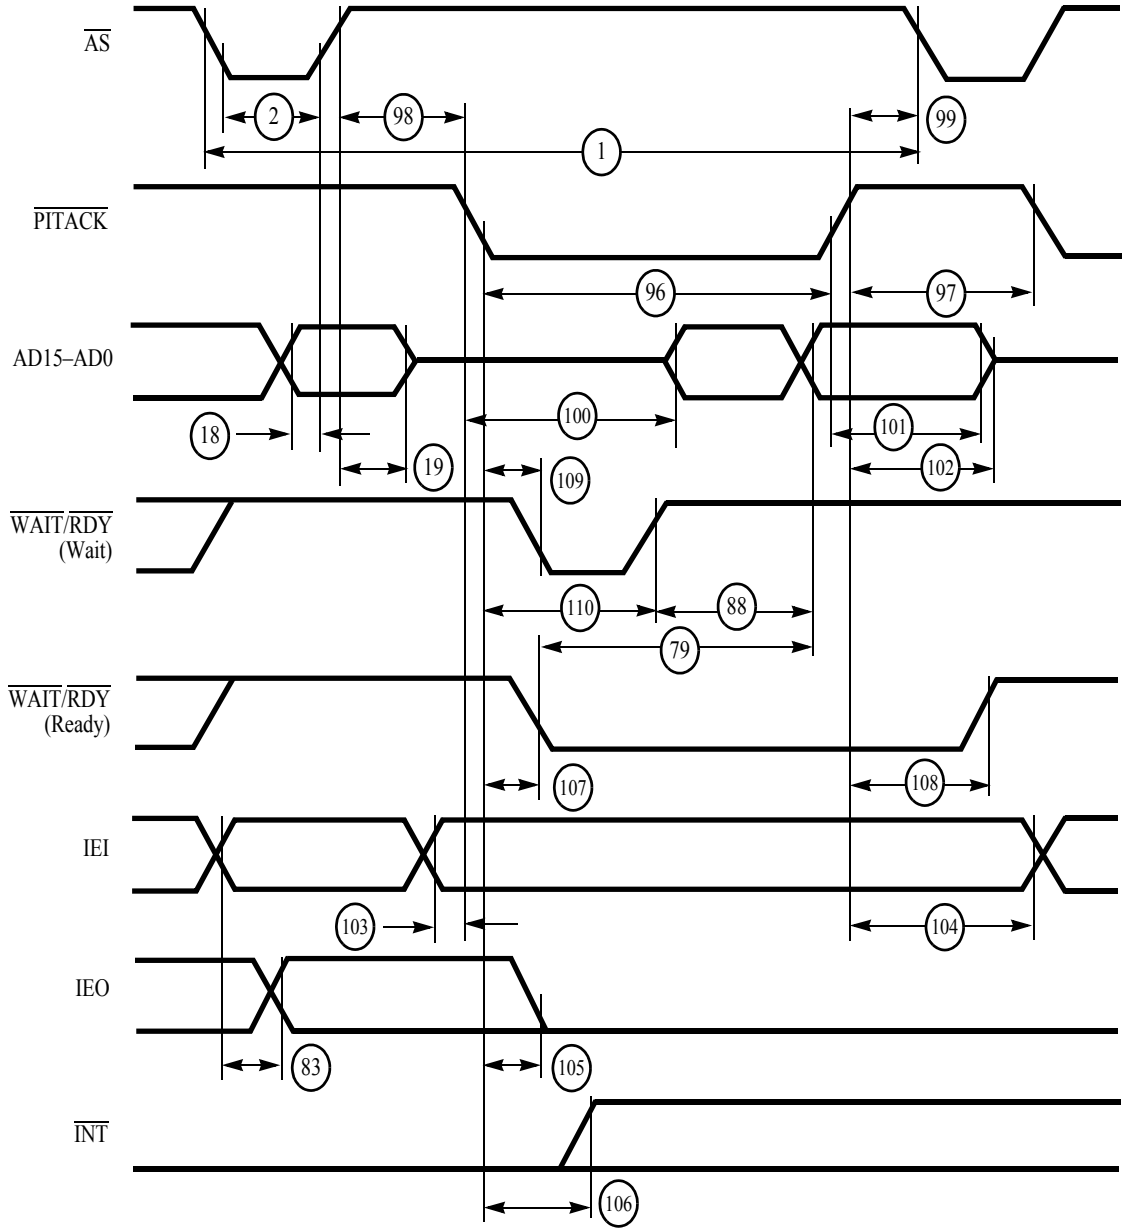 AS
2
98
99
1
PITACK
96
97
AD15–AD0
100
101
18
19
109
102
WAIT/RDY
(Wait)
110
88
79
WAIT/RDY
(Ready)
107
108
IEI
103
104
IEO
83
105
INT
106